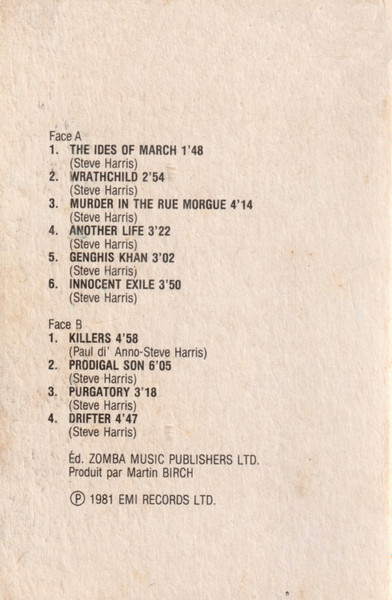 Face A
1. THE IDES OF MARCH 1'48
(Steve Harris)
2. WRATHCHILD 2'54
(Steve Harris)
3. MURDER IN THE RUE MORGUE 4'14
(Steve Harris)
4. ANOTHER LIFE 3'22
(Steve Harris)
5. GENGHIS KHAN 3'02
(Steve Harris)
6. INNOCENT EXILE 3'50
(Steve Harris)
Face B
1. KILLERS 4'58
(Paul di' Anno-Steve Harris)
2. PRODIGAL SON 6'05
(Steve Harris)
3. PURGATORY 3'18
(Steve Harris)
4. DRIFTER 4'47
(Steve Harris)
Éd. ZOMBA MUSIC PUBLISHERS LTD.
Produit par Martin BIRCH
℗ 1981 EMI RECORDS LTD.